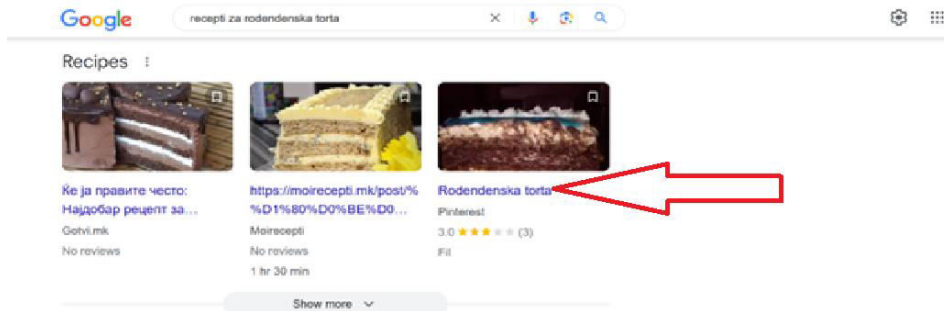 Google
recepti za rodendenska torta
Recipes
Ќе ја правите често:
Најдобар рецепт за...
Gotvi.mk
No reviews
https://moirecepti.mk/post/%
%D1%80%D0%BE%D0...
Moirecepti
No reviews
1 hr 30 min
Rodendenska torta
Pinterest
3.0 ★★★★★ (3)
Fil
Show more